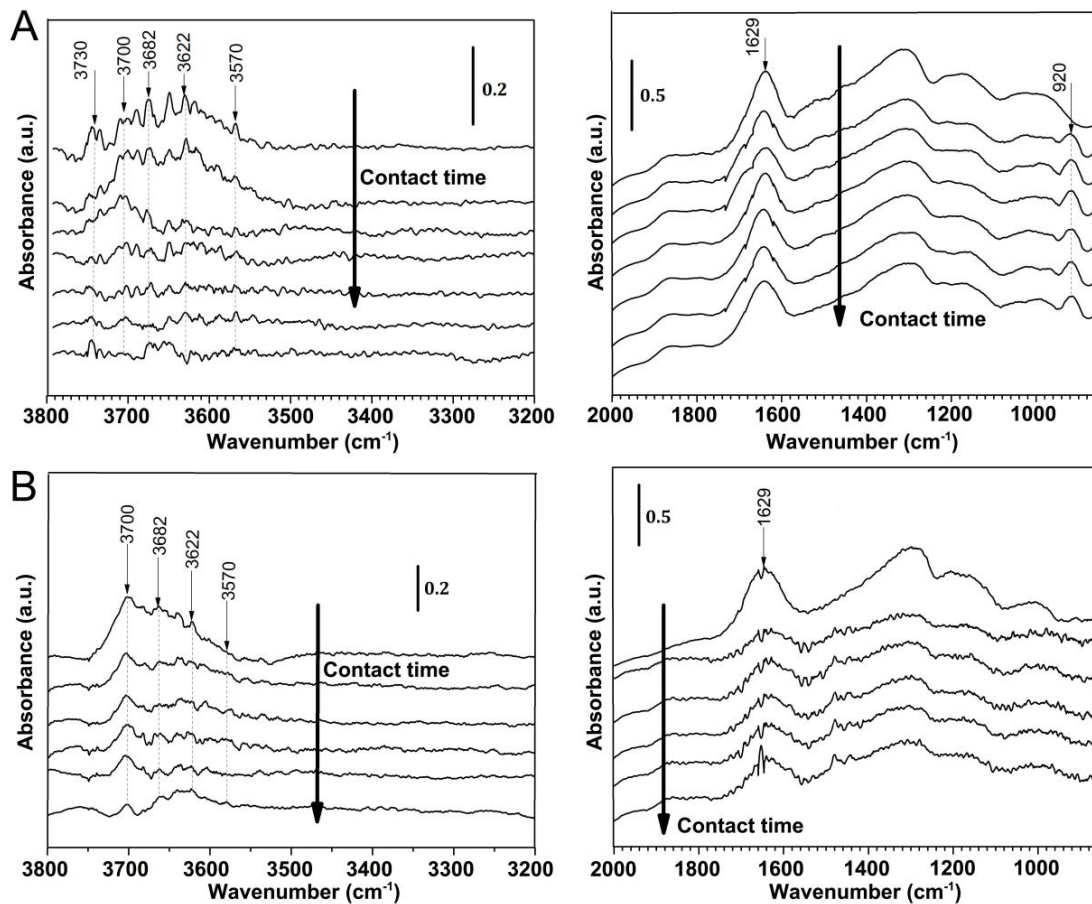 A
3730
3700
3682
3622
3570
0.2
Contact time
Absorbance (a.u.)
3800 3700 3600 3500 3400 3300 3200
Wavenumber (cm-1)
1629
920
0.5
Contact time
Absorbance (a.u.)
2000 1800 1600 1400 1200 1000
Wavenumber (cm-1)
B
3700
3682
3622
3570
0.2
Contact time
Absorbance (a.u.)
3800 3700 3600 3500 3400 3300 3200
Wavenumber (cm-1)
0.5
1629
Contact time
Absorbance (a.u.)
2000 1800 1600 1400 1200 1000
Wavenumber (cm-1)